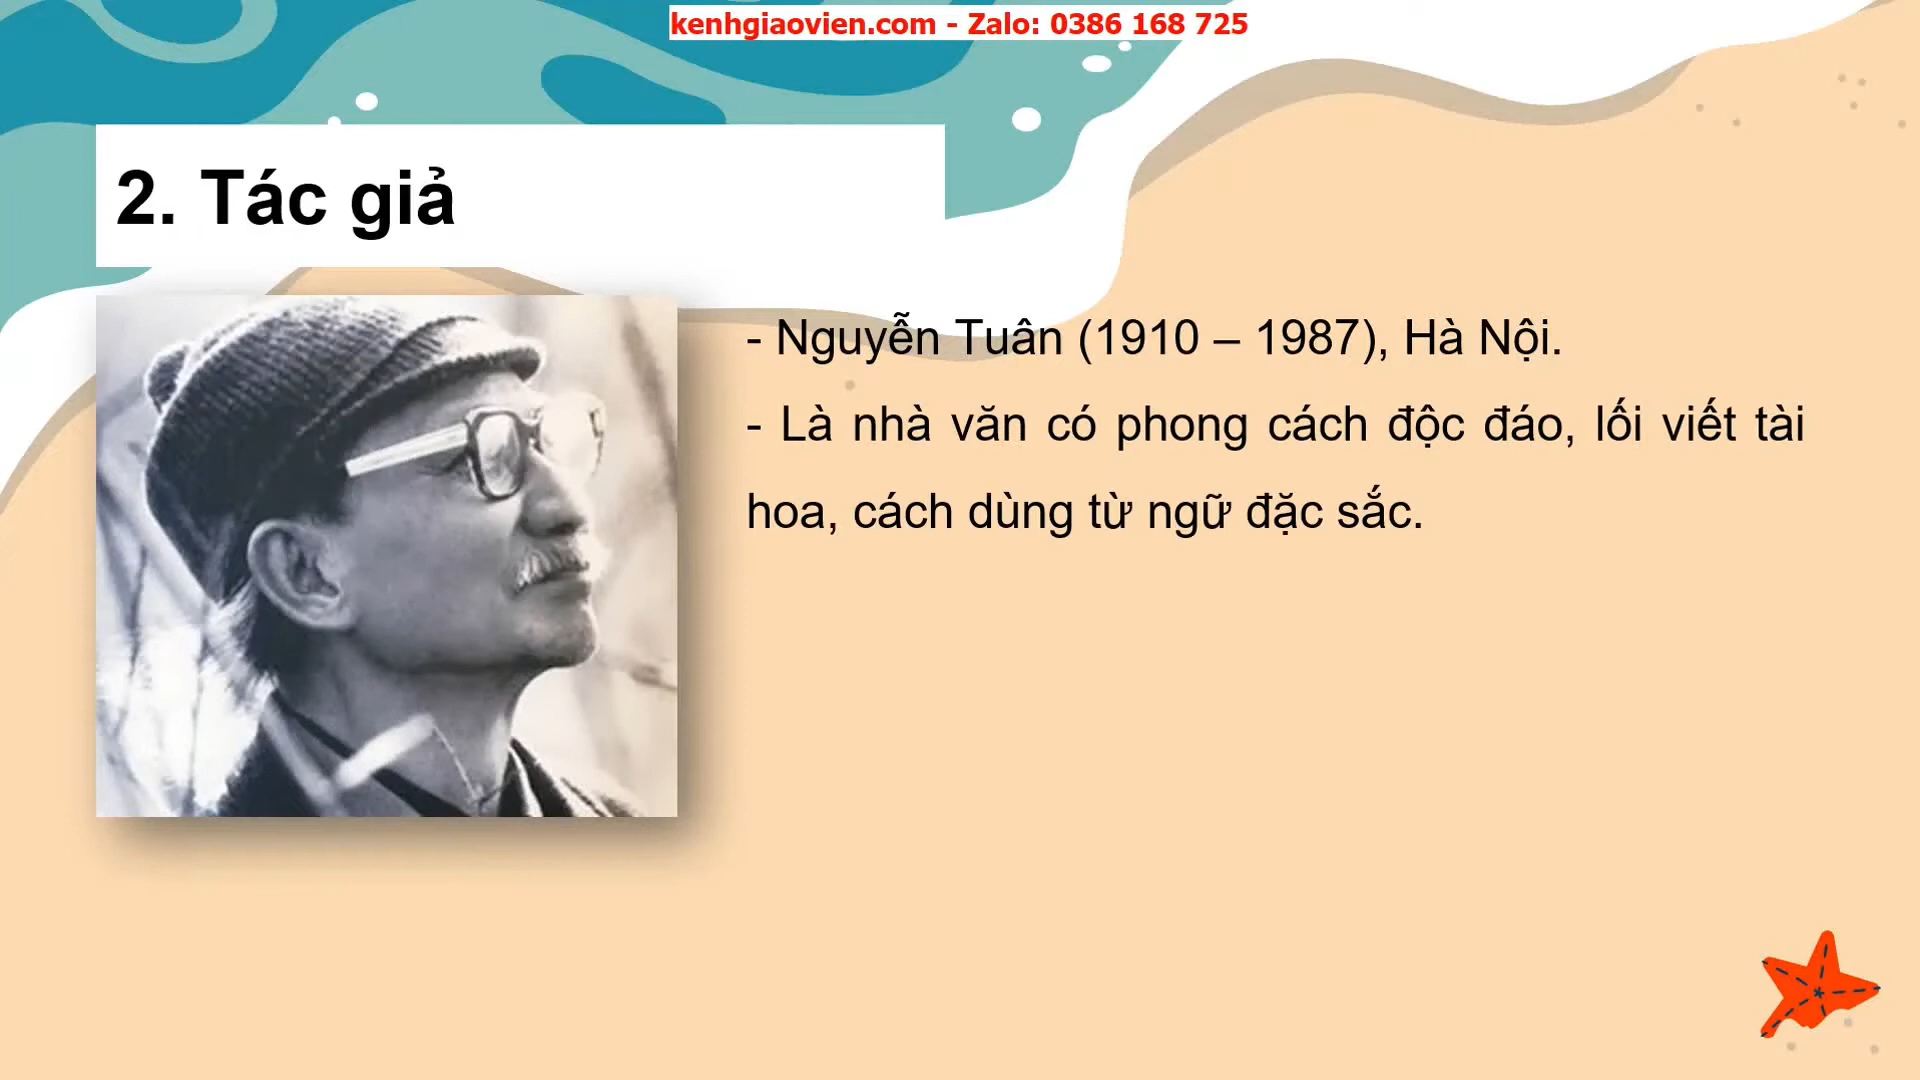 kenhgiaovien.com - Zalo: 0386 168 725
2. Tác giả
- Nguyễn Tuân (1910 – 1987), Hà Nội.
- Là nhà văn có phong cách độc đáo, lối viết tài
hoa, cách dùng từ ngữ đặc sắc.